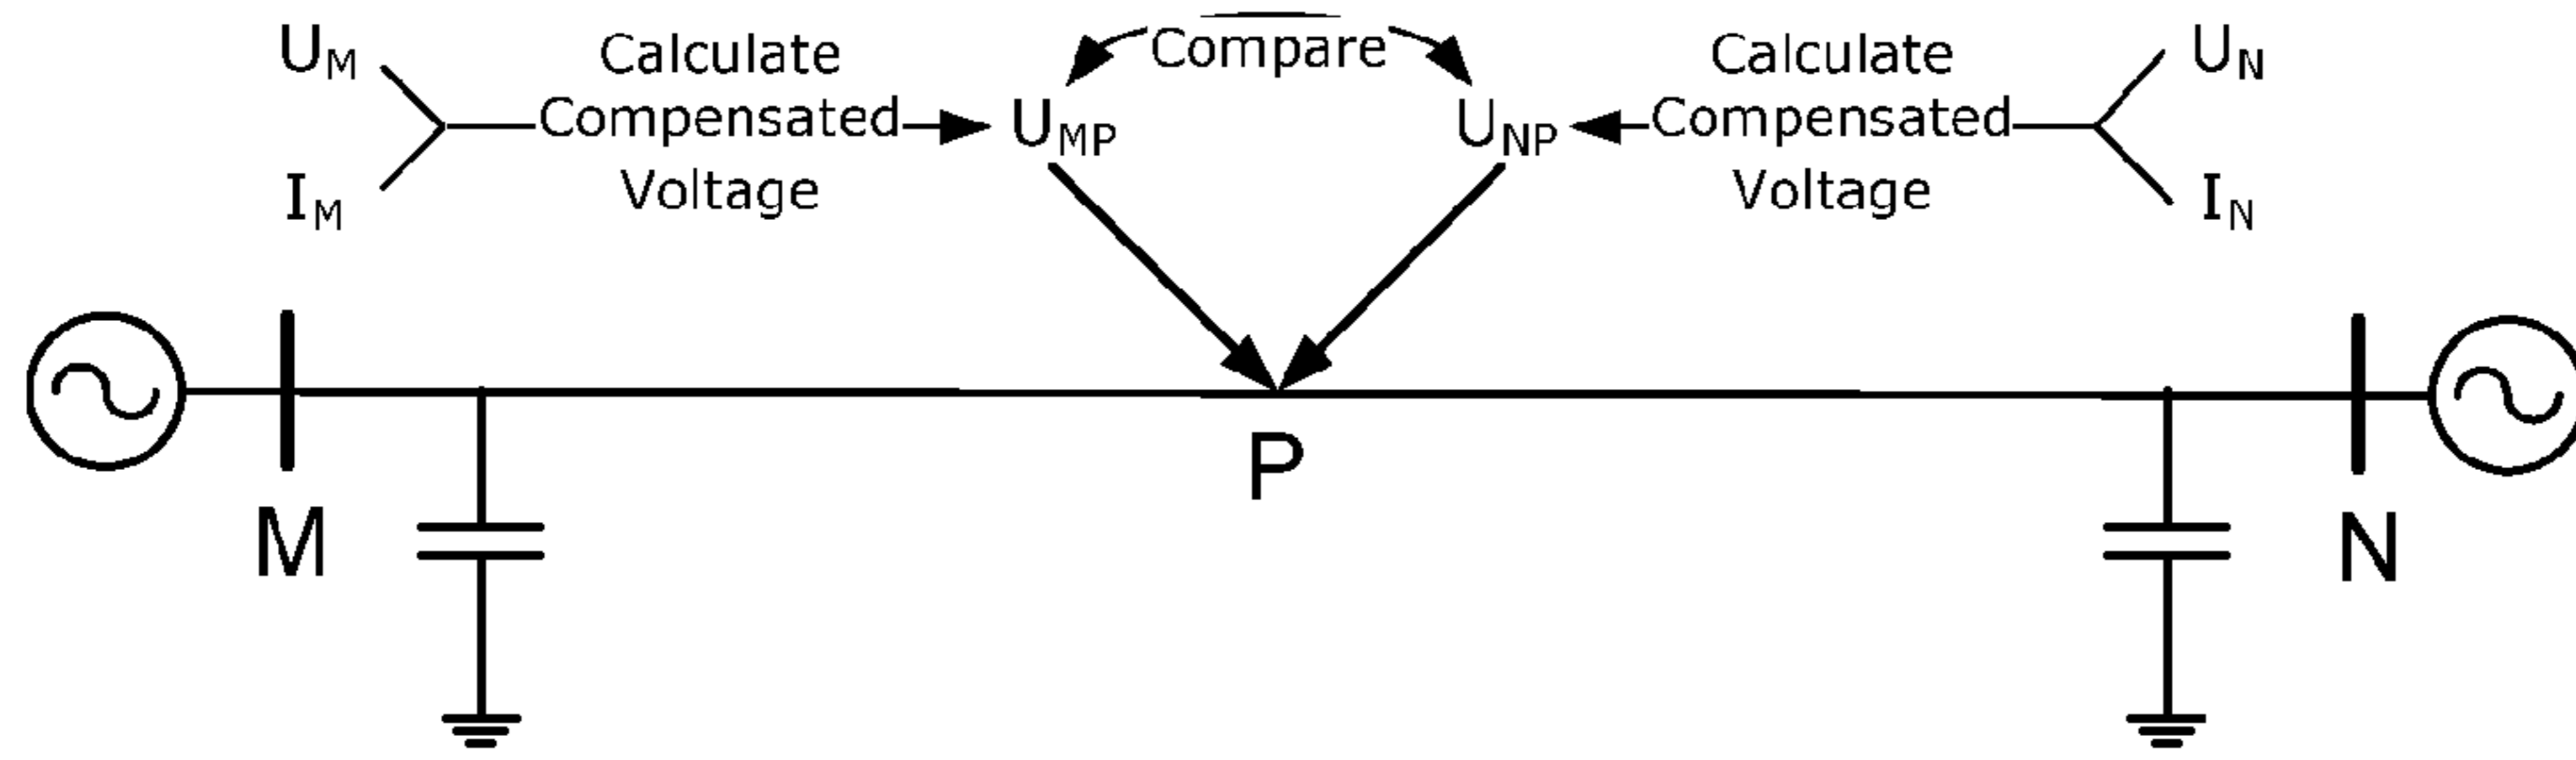 U_M
I_M
Calculate
Compensated
Voltage
U_MP
Compare
U_NP
Calculate
Compensated
Voltage
U_N
I_N
M
P
N